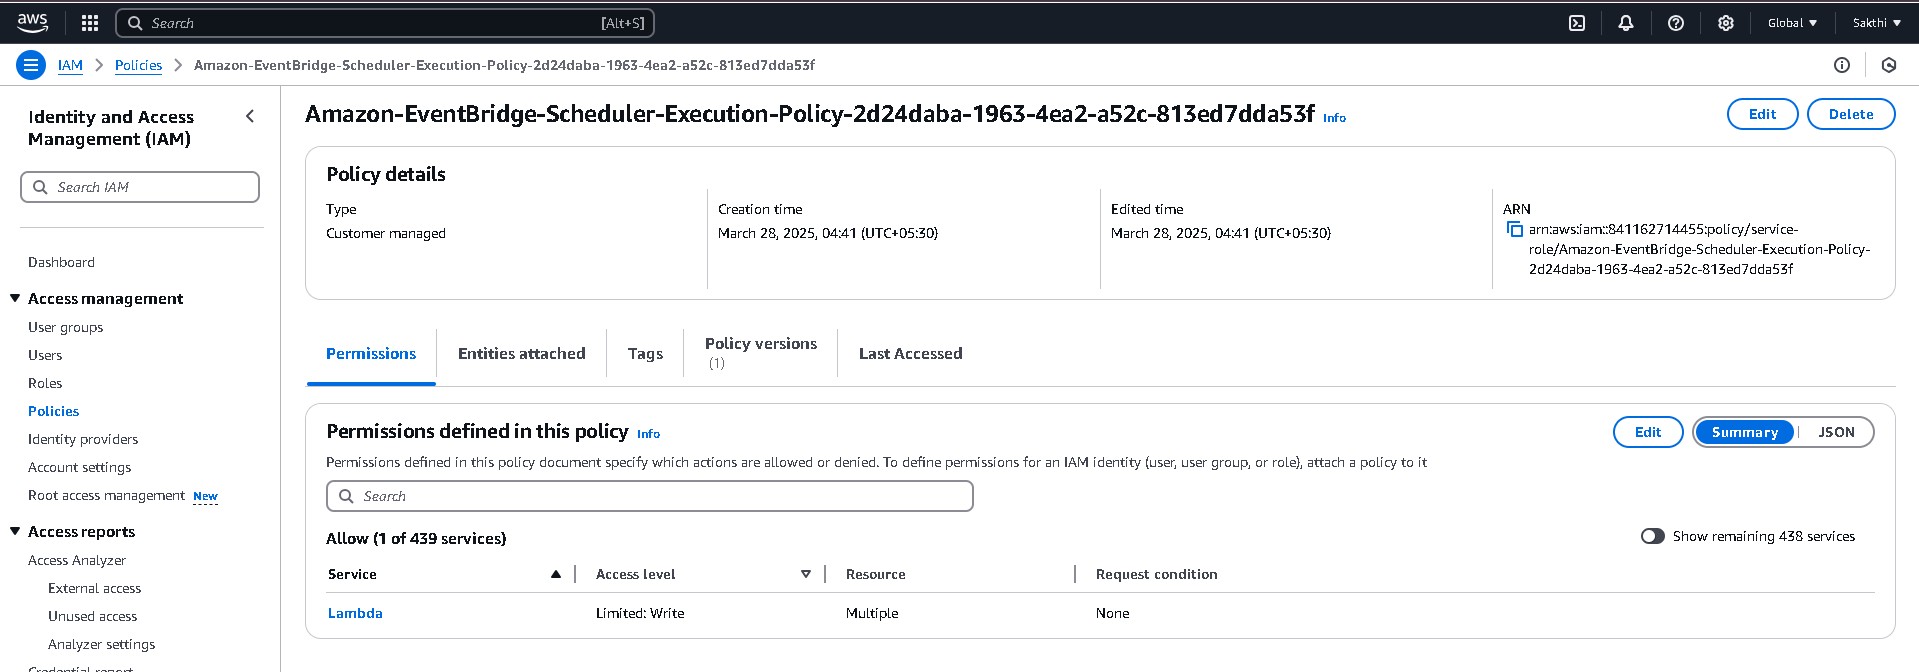 aws
Search [Alt+S]
Global
Sakthi
IAM
Policies
Amazon-EventBridge-Scheduler-Execution-Policy-2d24daba-1963-4ea2-a52c-813ed7dda53f
Identity and Access
Management (IAM)
Search IAM
Dashboard
Access management
User groups
Users
Roles
Policies
Identity providers
Account settings
Root access management New
Access reports
Access Analyzer
External access
Unused access
Analyzer settings
Credential report
Amazon-EventBridge-Scheduler-Execution-Policy-2d24daba-1963-4ea2-a52c-813ed7dda53f Info
Edit
Delete
Policy details
Type
Customer managed
Creation time
March 28, 2025, 04:41 (UTC+05:30)
Edited time
March 28, 2025, 04:41 (UTC+05:30)
ARN
arn:aws:iam::841162714455:policy/service-
role/Amazon-EventBridge-Scheduler-Execution-Policy-
2d24daba-1963-4ea2-a52c-813ed7dda53f
Permissions
Entities attached
Tags
Policy versions
(1)
Last Accessed
Permissions defined in this policy Info
Edit
Summary
JSON
Permissions defined in this policy document specify which actions are allowed or denied. To define permissions for an IAM identity (user, user group, or role), attach a policy to it
Search
Allow (1 of 439 services)
Show remaining 438 services
Service Access level Resource Request condition
Lambda Limited: Write Multiple None